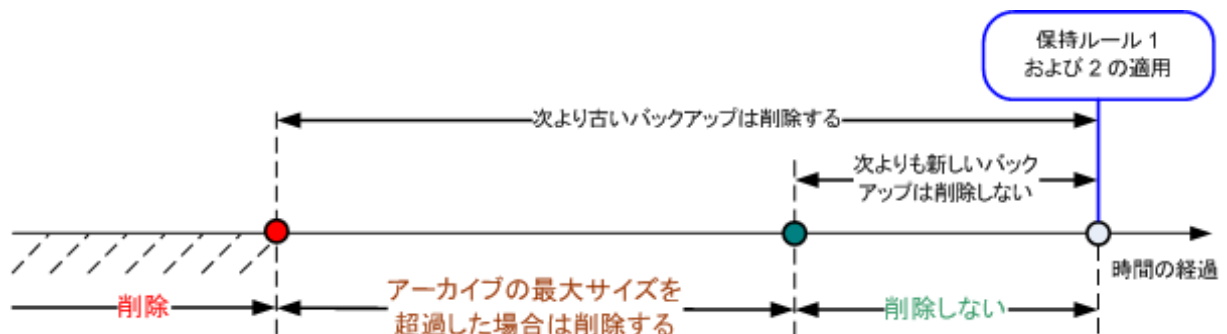 保持ルール 1
および 2 の適用
次より古いバックアップは削除する
次よりも新しいバック
アップは削除しない
時間の経過
削除
アーカイブの最大サイズを
超過した場合は削除する
削除しない